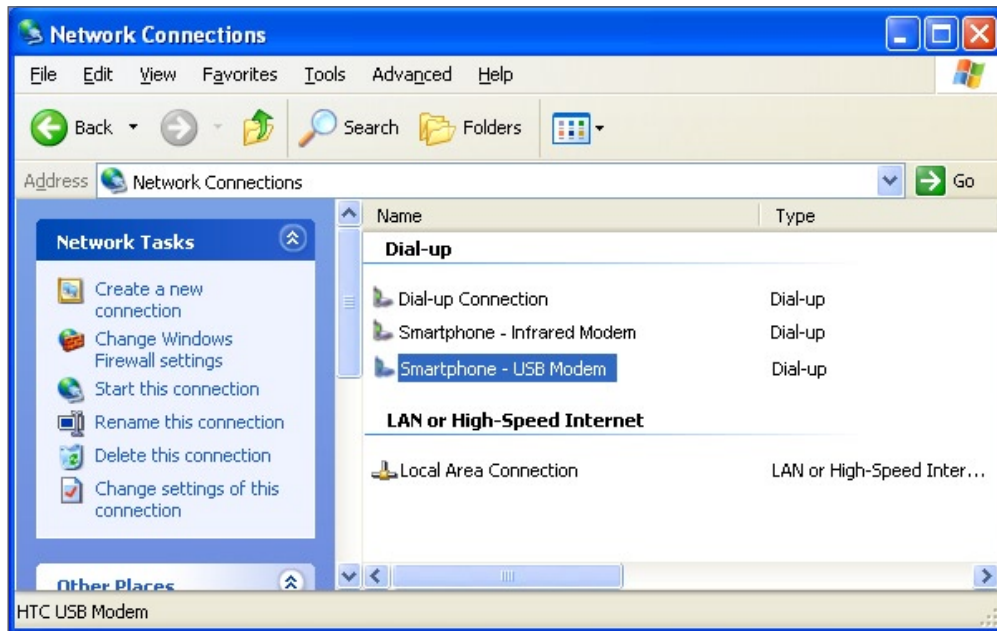 Network Connections
File Edit View Favorites Tools Advanced Help
Back Search Folders
Address Network Connections Go
Network Tasks
Create a new
connection
Change Windows
Firewall settings
Start this connection
Rename this connection
Delete this connection
Change settings of this
connection
Other Places
Name Type
Dial-up
Dial-up Connection Dial-up
Smartphone - Infrared Modem Dial-up
Smartphone - USB Modem Dial-up
LAN or High-Speed Internet
Local Area Connection LAN or High-Speed Inter...
HTC USB Modem